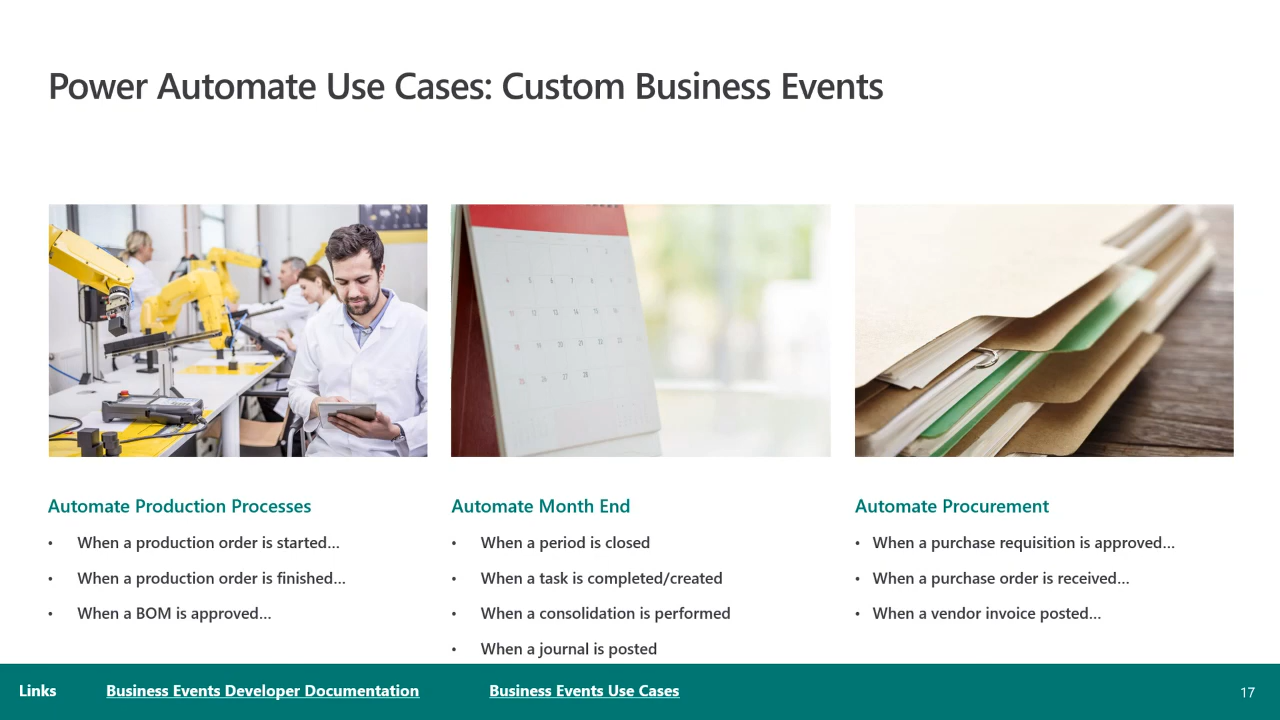 Power Automate Use Cases: Custom Business Events
Automate Production Processes
• When a production order is started...
• When a production order is finished...
• When a BOM is approved...
Automate Month End
• When a period is closed
• When a task is completed/created
• When a consolidation is performed
• When a journal is posted
Automate Procurement
• When a purchase requisition is approved...
• When a purchase order is received...
• When a vendor invoice posted...
Links
Business Events Developer Documentation
Business Events Use Cases
17